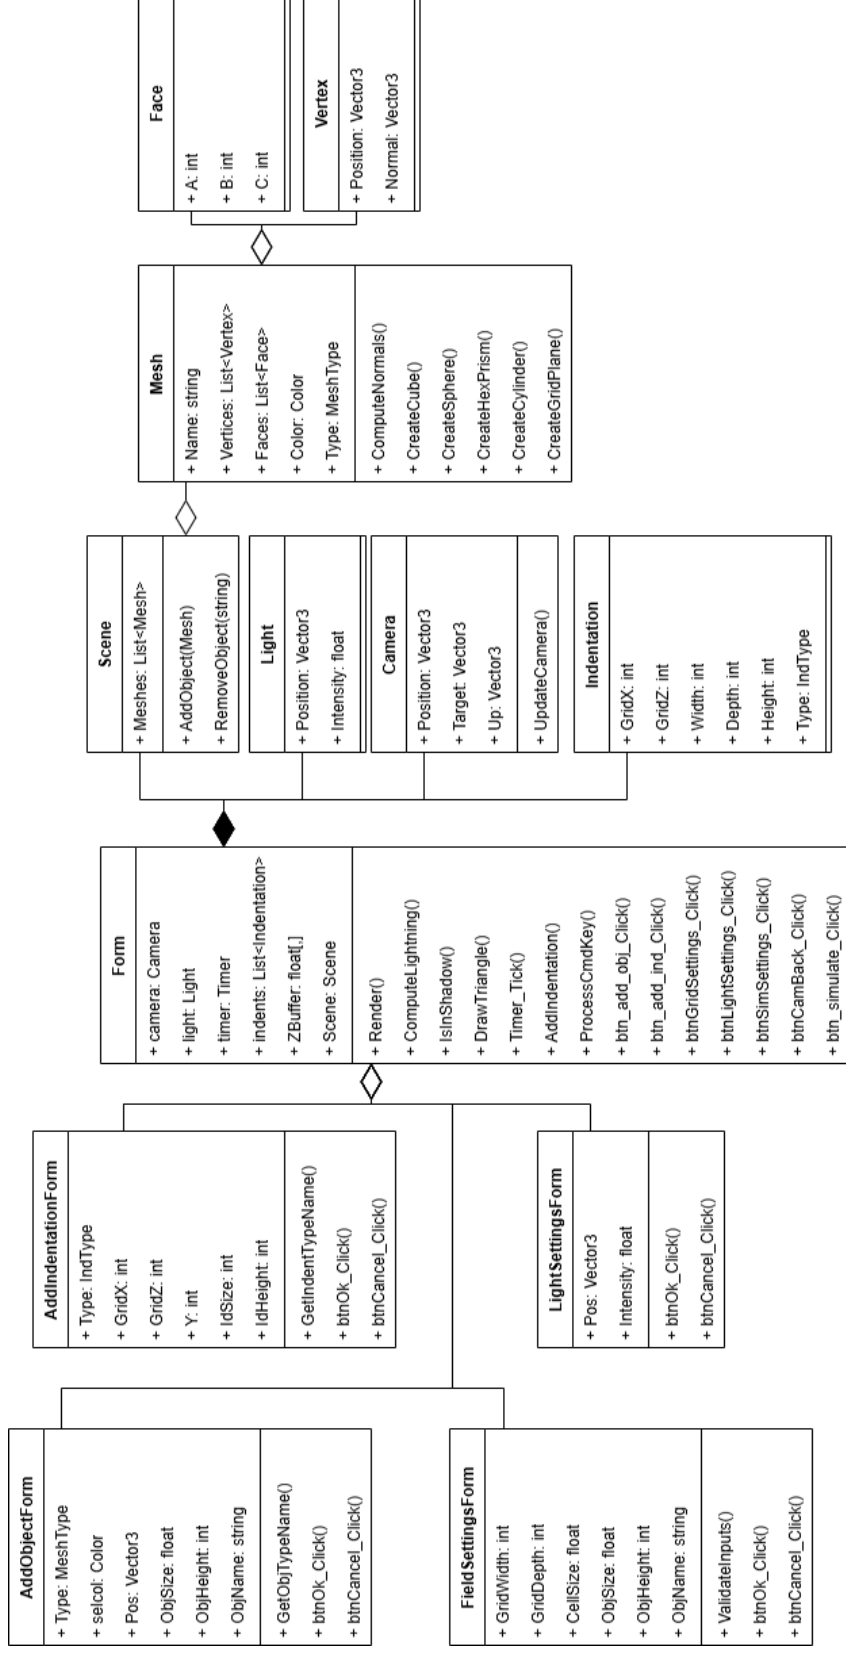 AddObjectForm
+ Type: MeshType
+ selcol: Color
+ Pos: Vector3
+ ObjSize: float
+ ObjHeight: int
+ ObjName: string
+ GetObjTypeName()
+ btnOk_Click()
+ btnCancel_Click()
FieldSettingsForm
+ GridWidth: int
+ GridDepth: int
+ CellSize: float
+ ObjSize: float
+ ObjHeight: int
+ ObjName: string
+ ValidateInputs()
+ btnOk_Click()
+ btnCancel_Click()
AddIndentationForm
+ Type: IndType
+ GridX: int
+ GridZ: int
+ Y: int
+ IdSize: int
+ IdHeight: int
+ GetIndentTypeName()
+ btnOk_Click()
+ btnCancel_Click()
LightSettingsForm
+ Pos: Vector3
+ Intensity: float
+ btnOk_Click()
+ btnCancel_Click()
Form
+ camera: Camera
+ light: Light
+ timer: Timer
+ indents: List<Indentation>
+ ZBuffer: float[,]
+ Scene: Scene
+ Render()
+ ComputeLightning()
+ IsInShadow()
+ DrawTriangle()
+ Timer_Tick()
+ AddIndentation()
+ ProcessCmdKey()
+ btn_add_obj_Click()
+ btn_add_ind_Click()
+ btnGridSettings_Click()
+ btnLightSettings_Click()
+ btnSimSettings_Click()
+ btnCamBack_Click()
+ btn_simulate_Click()
Scene
+ Meshes: List<Mesh>
+ AddObject(Mesh)
+ RemoveObject(string)
Light
+ Position: Vector3
+ Intensity: float
Camera
+ Position: Vector3
+ Target: Vector3
+ Up: Vector3
+ UpdateCamera()
Indentation
+ GridX: int
+ GridZ: int
+ Width: int
+ Depth: int
+ Height: int
+ Type: IndType
Mesh
+ Name: string
+ Vertices: List<Vertex>
+ Faces: List<Face>
+ Color: Color
+ Type: MeshType
+ ComputeNormals()
+ CreateCube()
+ CreateSphere()
+ CreateHexPrism()
+ CreateCylinder()
+ CreateGridPlane()
Face
+ A: int
+ B: int
+ C: int
Vertex
+ Position: Vector3
+ Normal: Vector3